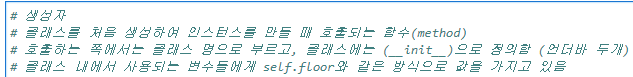 # 생성자
# 클래스를 처음 생성하여 인스턴스를 만들 때 호출되는 함수(method)
# 호출하는 쪽에서는 클래스 명으로 부르고, 클래스에는 (__init__)으로 정의함 (언더바 두개)
# 클래스 내에서 사용되는 변수들에게 self.floor와 같은 방식으로 값을 가지고 있음